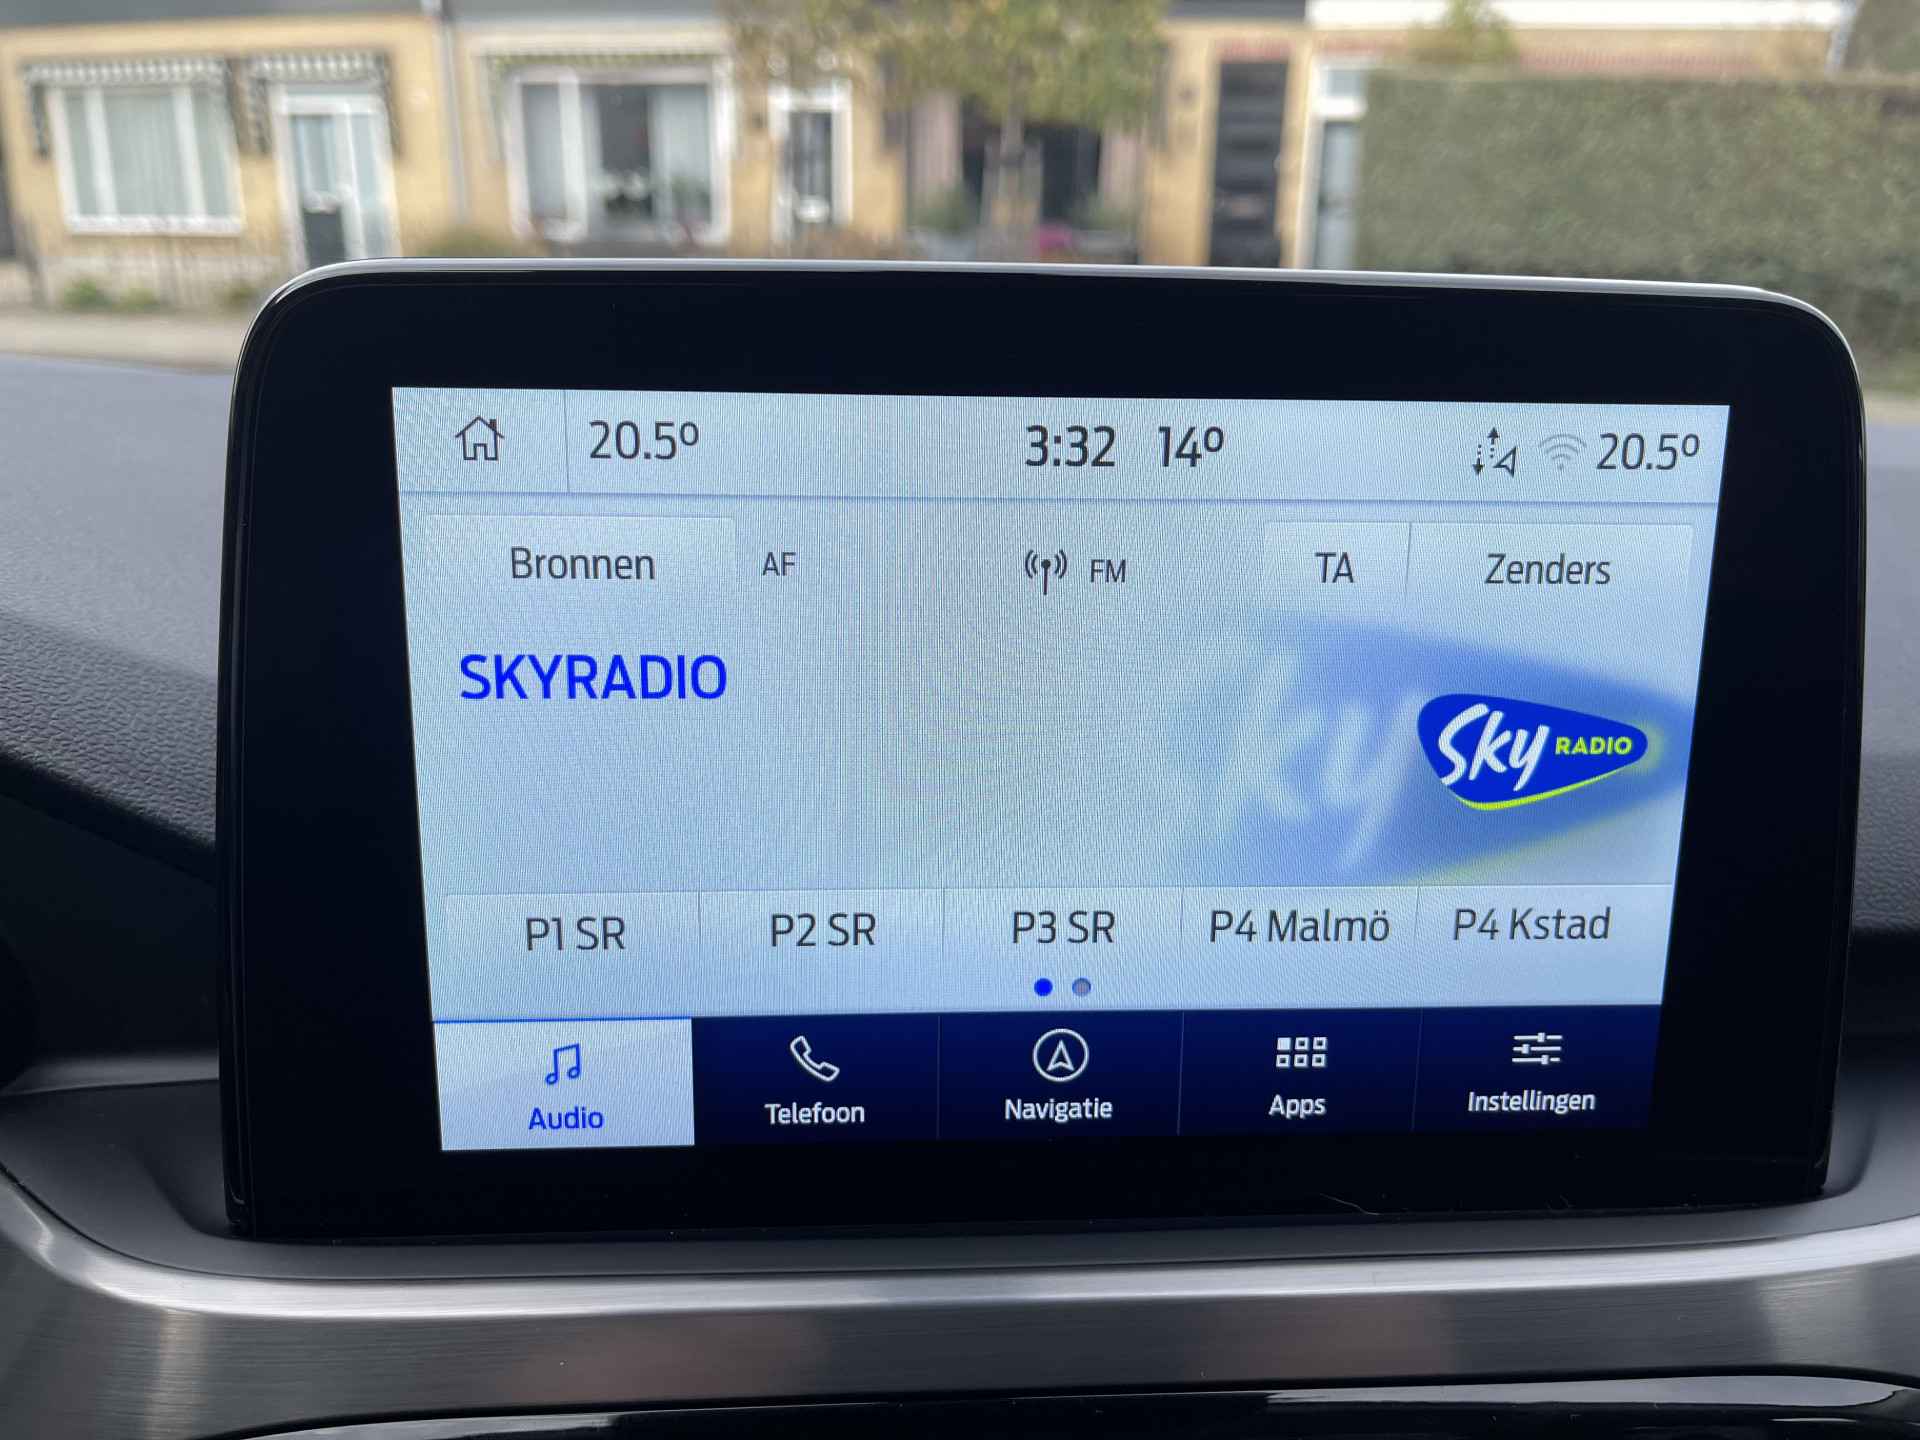 20.5º 3:32 14º 20.5º
Bronnen AF FM TA Zenders
SKYRADIO
Sky RADIO
P1 SR P2 SR P3 SR P4 Malmö P4 Kstad
Audio Telefoon Navigatie Apps Instellingen